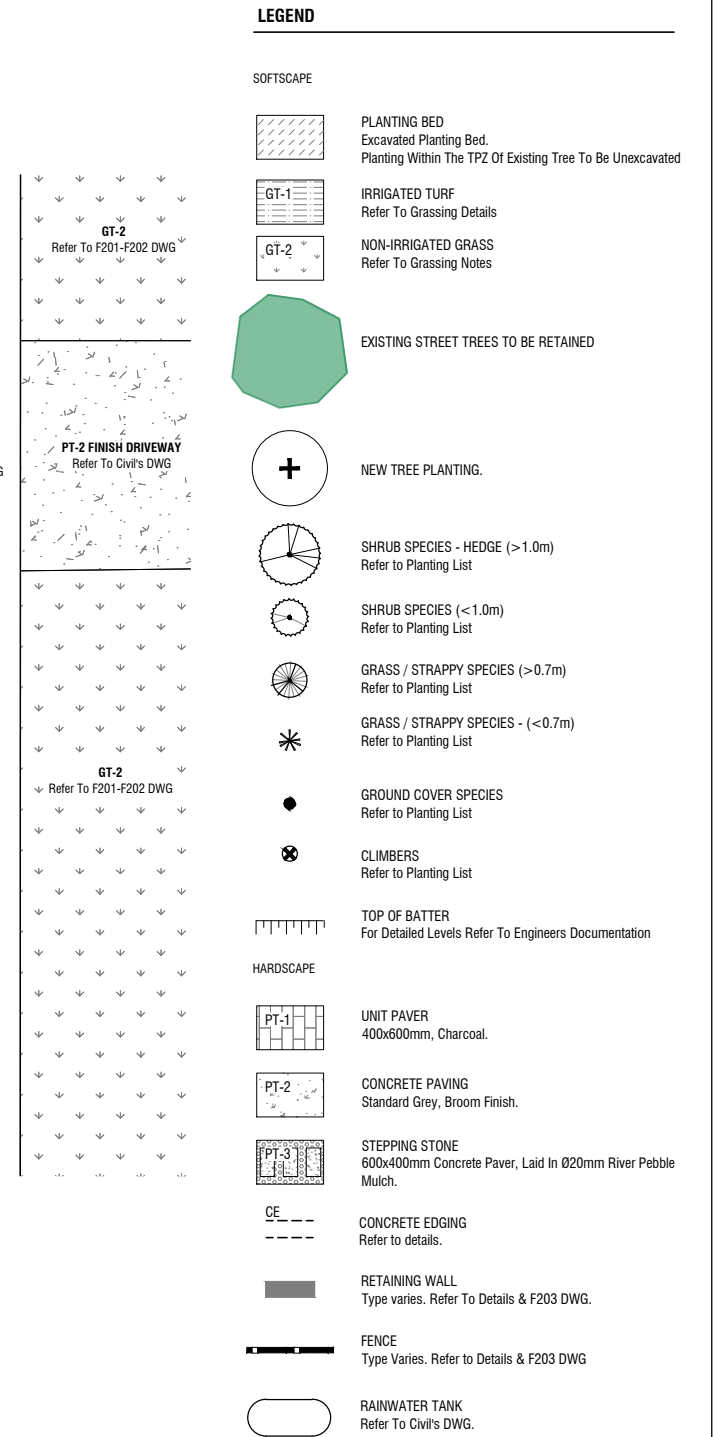 LEGEND
SOFTSCAPE
PLANTING BED
Excavated Planting Bed.
Planting Within The TPZ Of Existing Tree To Be Unexcavated
GT-1
IRRIGATED TURF
Refer To Grassing Details
GT-2
NON-IRRIGATED GRASS
Refer To Grassing Notes
EXISTING STREET TREES TO BE RETAINED
NEW TREE PLANTING.
SHRUB SPECIES - HEDGE (>1.0m)
Refer to Planting List
SHRUB SPECIES (<1.0m)
Refer to Planting List
GRASS / STRAPPY SPECIES (>0.7m)
Refer to Planting List
GRASS / STRAPPY SPECIES - (<0.7m)
Refer to Planting List
GROUND COVER SPECIES
Refer to Planting List
CLIMBERS
Refer to Planting List
TOP OF BATTER
For Detailed Levels Refer To Engineers Documentation
HARDSCAPE
PT-1
UNIT PAVER
400x600mm, Charcoal.
PT-2
CONCRETE PAVING
Standard Grey, Broom Finish.
PT-3
STEPPING STONE
600x400mm Concrete Paver, Laid In Ø20mm River Pebble
Mulch.
CE
CONCRETE EDGING
Refer to details.
RETAINING WALL
Type varies. Refer To Details & F203 DWG.
FENCE
Type Varies. Refer to Details & F203 DWG
RAINWATER TANK
Refer To Civil's DWG.
GT-2
Refer To F201-F202 DWG
PT-2 FINISH DRIVEWAY
Refer To Civil's DWG
G
GT-2
Refer To F201-F202 DWG